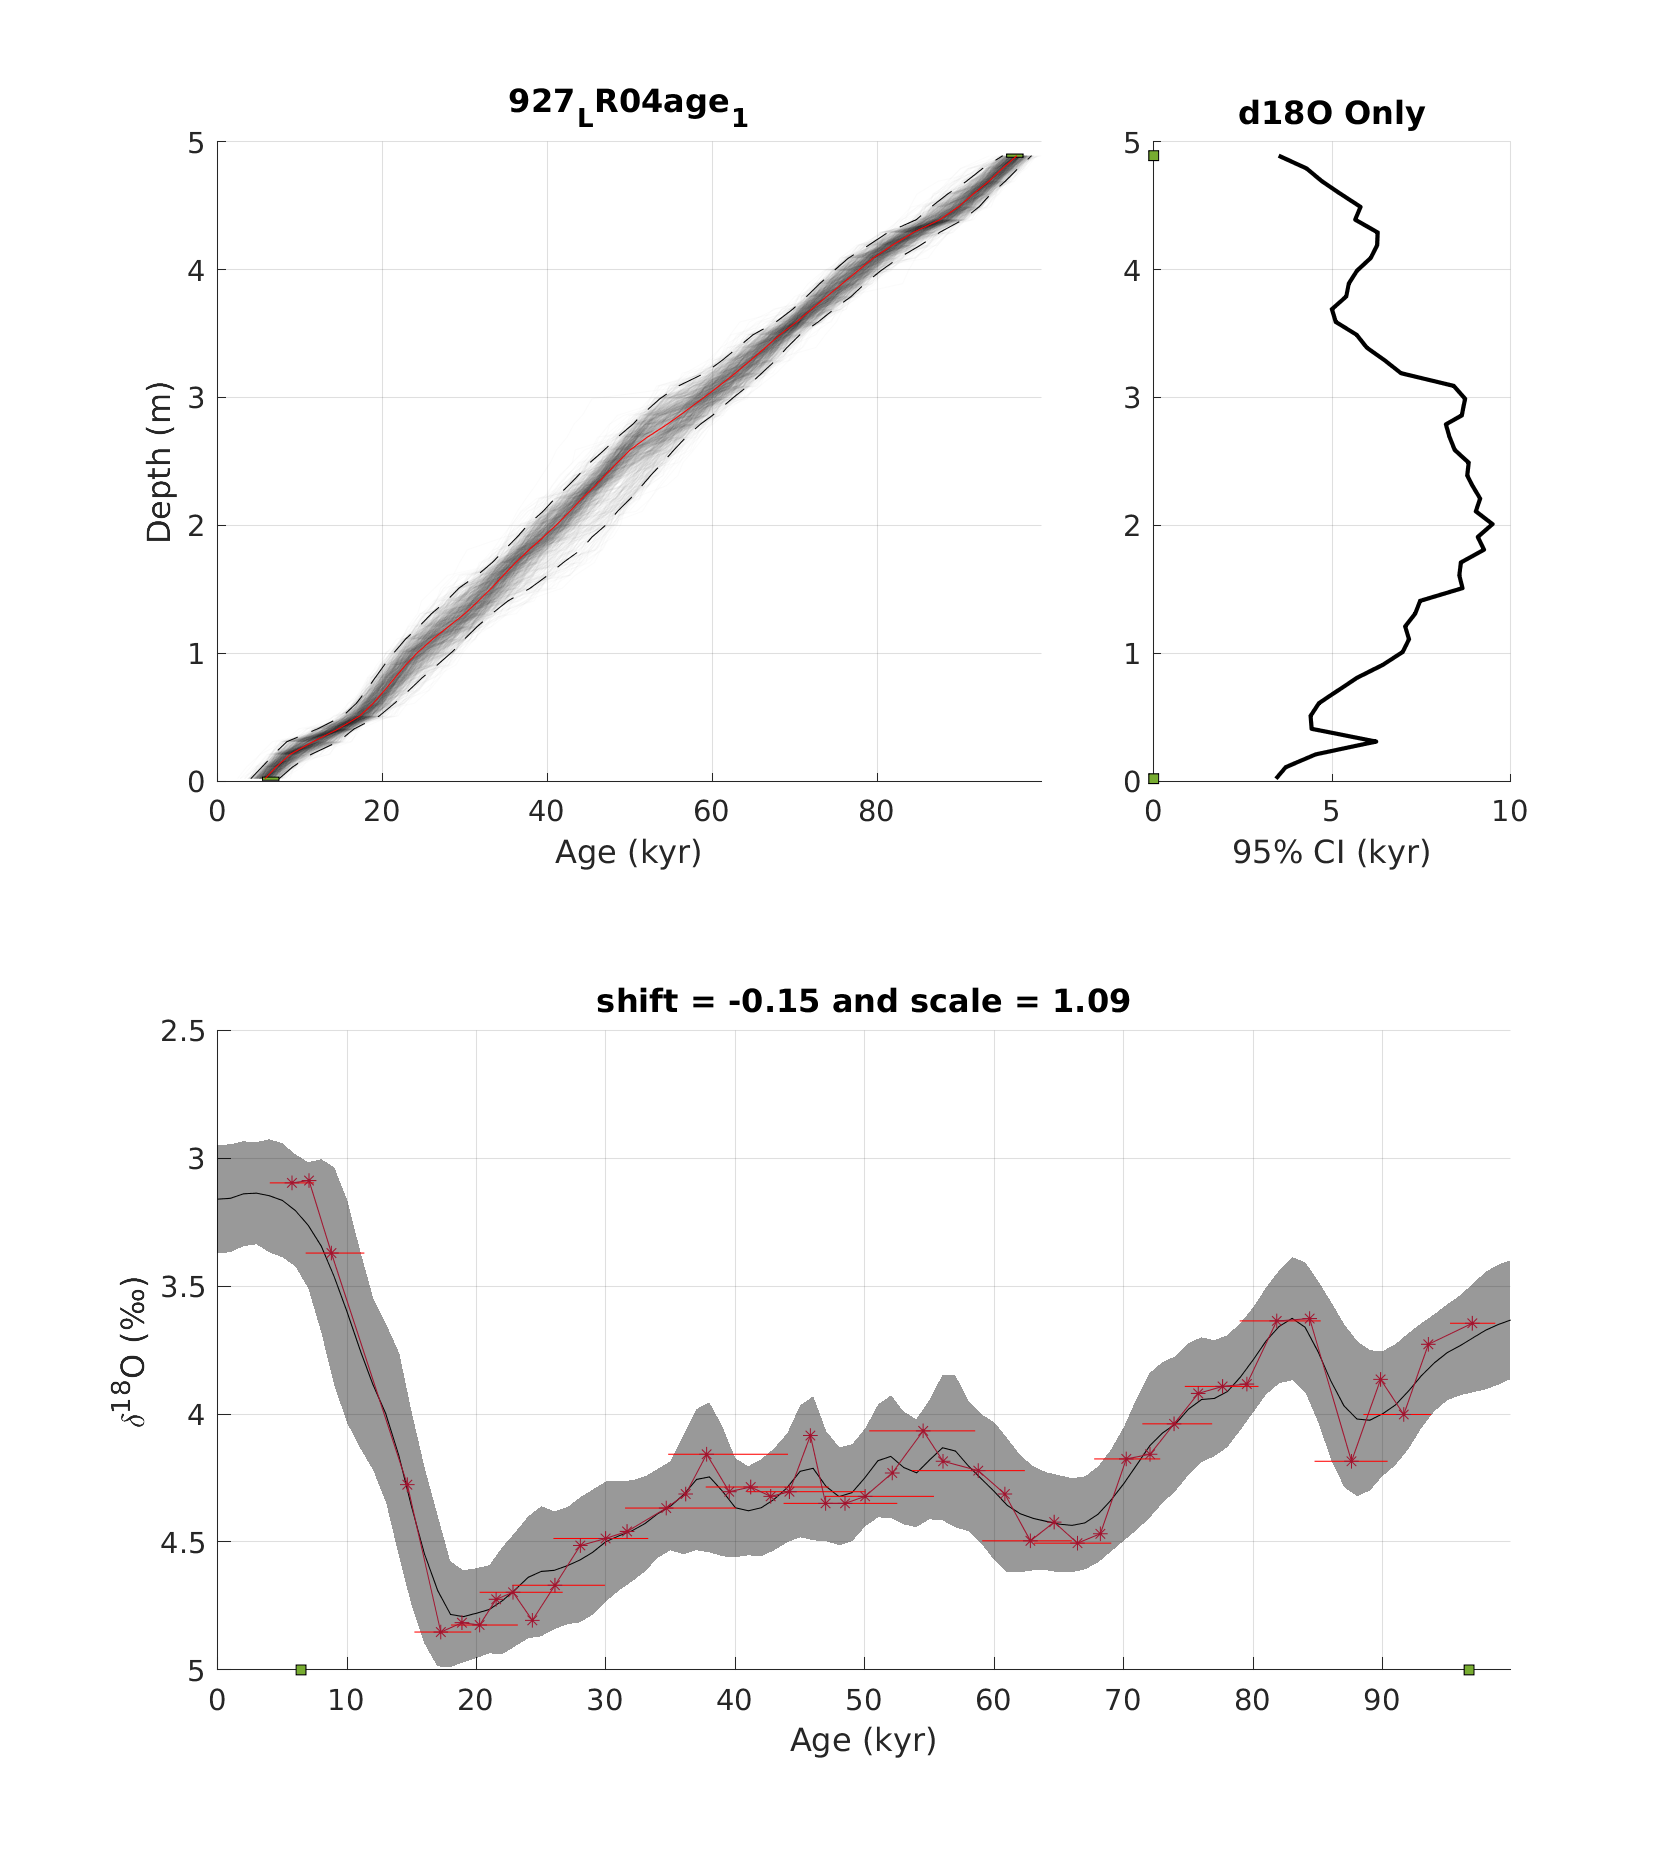 927LR04age1
5
4
3
2
1
0
Depth (m)
0 20 40 60 80
Age (kyr)
d18O Only
5
4
3
2
1
0
0 5 10
95% CI (kyr)
shift = -0.15 and scale = 1.09
2.5
3
3.5
4
4.5
5
δ18O (‰)
0 10 20 30 40 50 60 70 80 90
Age (kyr)